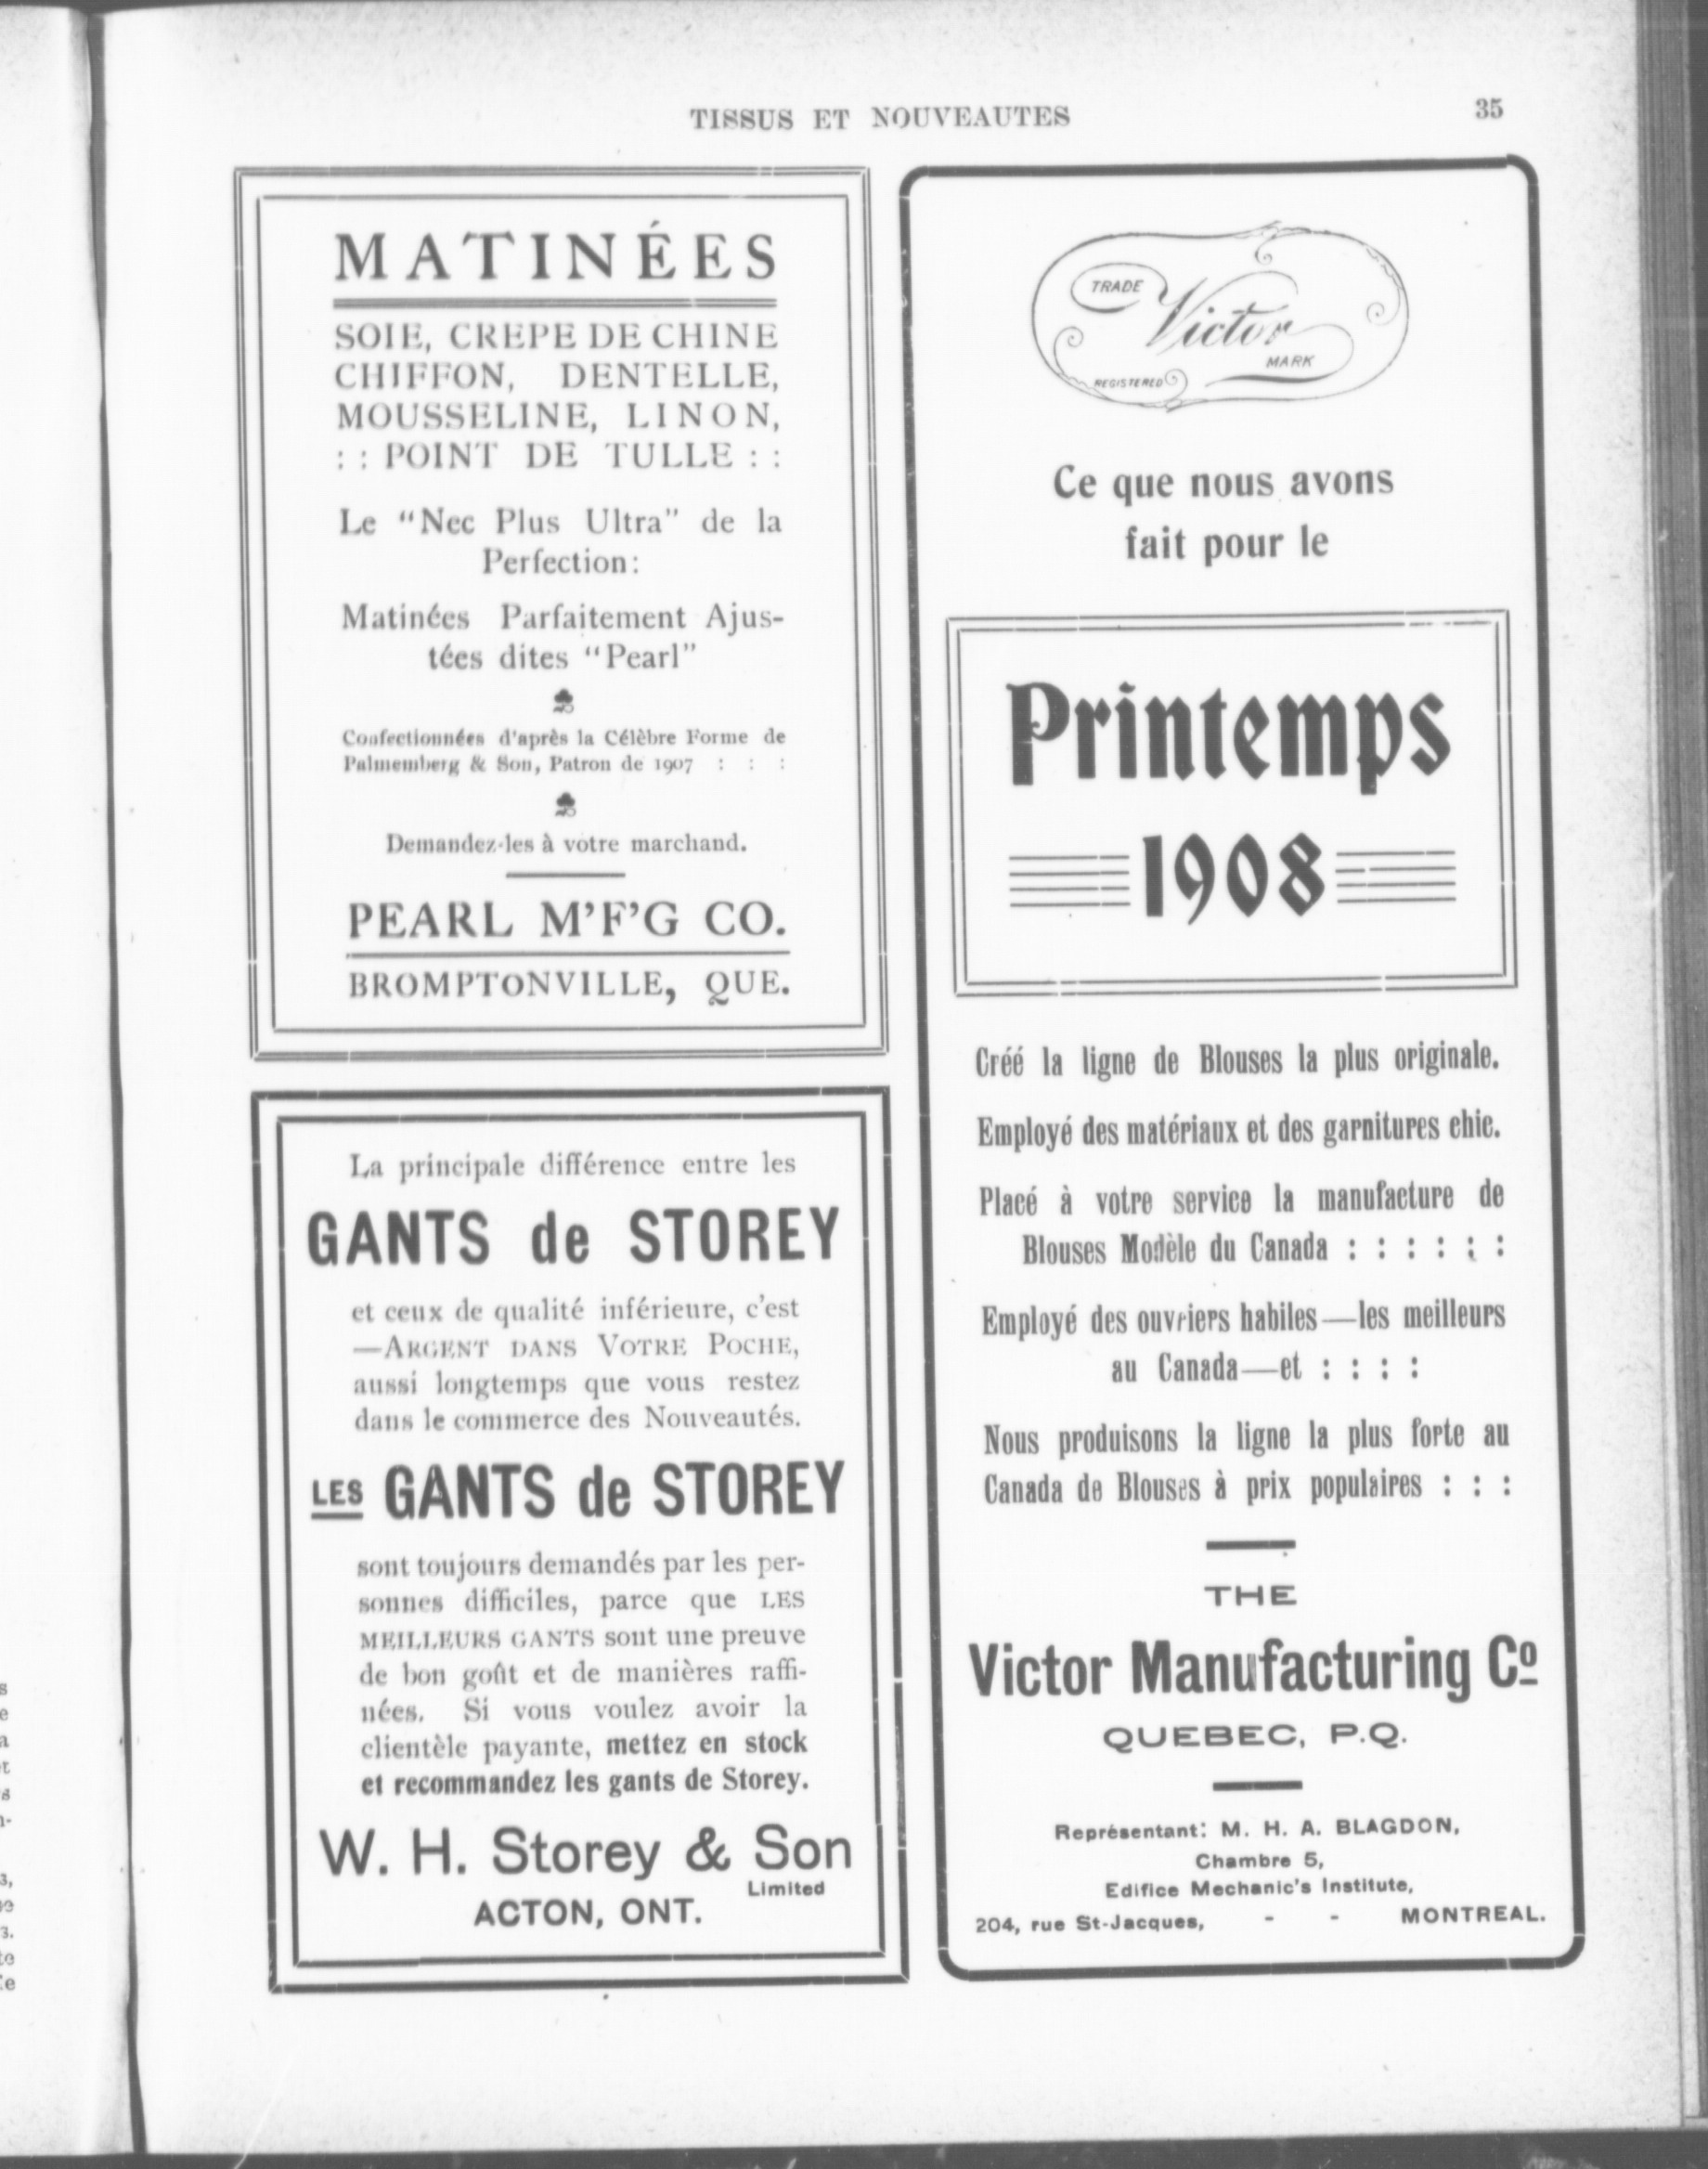 TISSUS ET NOUVEAUTES
35
MATINÉES
SOIE, CREPE DE CHINE
CHIFFON, DENTELLE,
MOUSSELINE, LINON,
: : POINT DE TULLE : :
Le “Nec Plus Ultra” de la
Perfection:
Matinées Parfaitement Ajus-
tées dites “Pearl”
Confectionnées d'après la Célèbre Forme de
Palmemberg & Son, Patron de 1907 : : :
Demandez-les à votre marchand.
PEARL M’F’G CO.
BROMPTONVILLE, QUE.
La principale différence entre les
GANTS de STOREY
et ceux de qualité inférieure, c’est
—ARGENT DANS VOTRE POCHE,
aussi longtemps que vous restez
dans le commerce des Nouveautés.
LES GANTS de STOREY
sont toujours demandés par les per-
sonnes difficiles, parce que LES
MEILLEURS GANTS sont une preuve
de bon goût et de manières raffi-
nées. Si vous voulez avoir la
clientèle payante, mettez en stock
et recommandez les gants de Storey.
W. H. Storey & Son
Limited
ACTON, ONT.
TRADE
Victor
MARK
REGISTERED
Ce que nous avons
fait pour le
Printemps
1908
Créé la ligne de Blouses la plus originale.
Employé des matériaux et des garnitures chic.
Placé à votre service la manufacture de
Blouses Modèle du Canada : : : : : :
Employé des ouvriers habiles—les meilleurs
au Canada—et : : : :
Nous produisons la ligne la plus forte au
Canada de Blouses à prix populaires : : :
THE
Victor Manufacturing Co
QUEBEC, P.Q.
Représentant: M. H. A. BLAGDON,
Chambre 5,
Edifice Mechanic's Institute,
204, rue St-Jacques, - - MONTREAL.